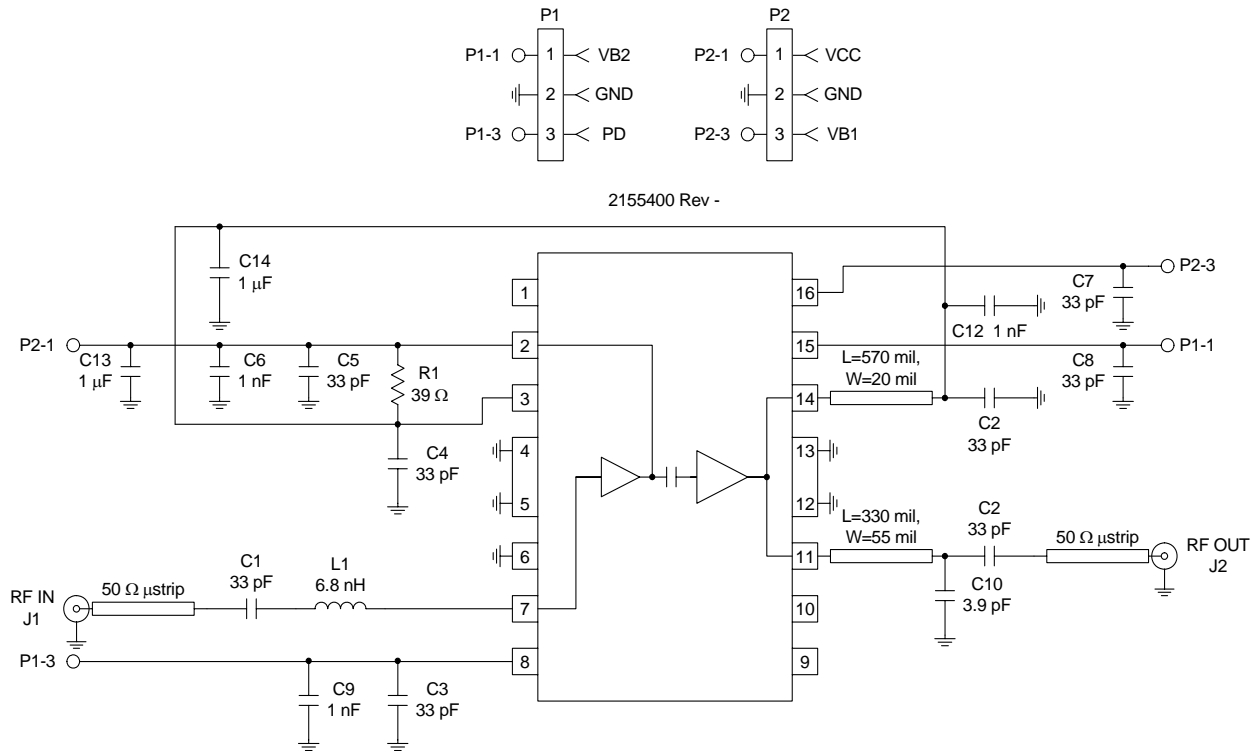 P1
P2
P1-1
1
VB2
P2-1
1
VCC
2
GND
2
GND
P1-3
3
PD
P2-3
3
VB1
2155400 Rev -
C14
1 μF
1
16
C7
33 pF
P2-3
C12 1 nF
P2-1
C13
1 μF
C6
1 nF
C5
33 pF
R1
39 Ω
2
15
P1-1
C8
33 pF
L=570 mil,
W=20 mil
3
14
C2
33 pF
C4
33 pF
4
13
5
12
L=330 mil,
W=55 mil
C2
33 pF
50 Ω μstrip
RF OUT
J2
6
11
C10
3.9 pF
RF IN
J1
50 Ω μstrip
C1
33 pF
L1
6.8 nH
7
10
P1-3
8
9
C9
1 nF
C3
33 pF